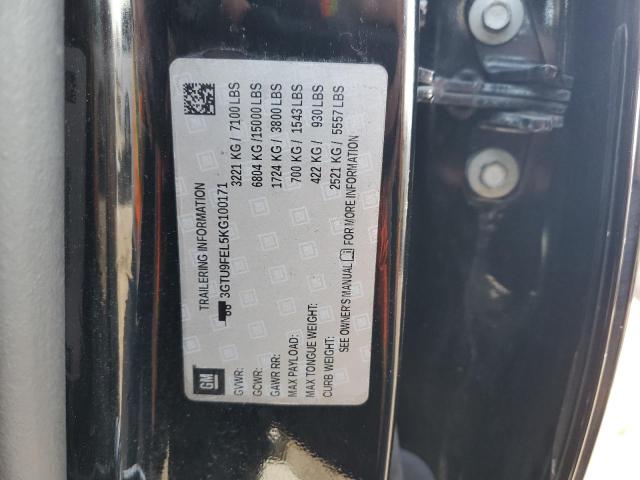 TRAILERING INFORMATION
3GTU9FEL5KG100171
GM
GVWR: 3221 KG / 7100 LBS
GCWR: 6804 KG /15000 LBS
GAWR RR: 1724 KG / 3800 LBS
MAX PAYLOAD: 700 KG / 1543 LBS
MAX TONGUE WEIGHT: 422 KG / 930 LBS
CURB WEIGHT: 2521 KG / 5557 LBS
SEE OWNER'S MANUAL FOR MORE INFORMATION